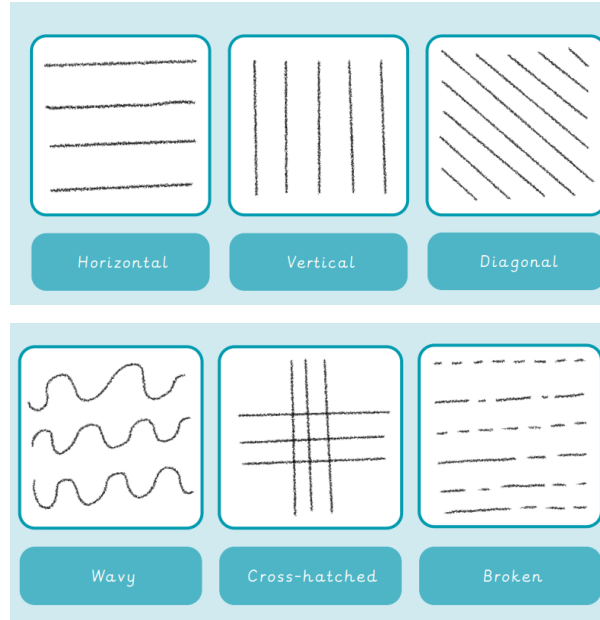 Horizontal
Vertical
Diagonal
Wavy
Cross-hatched
Broken